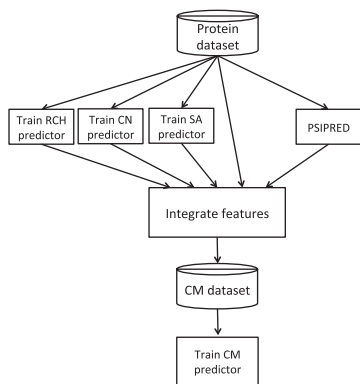 Protein
dataset
Train RCH
predictor
Train CN
predictor
Train SA
predictor
PSIPRED
Integrate features
CM dataset
Train CM
predictor